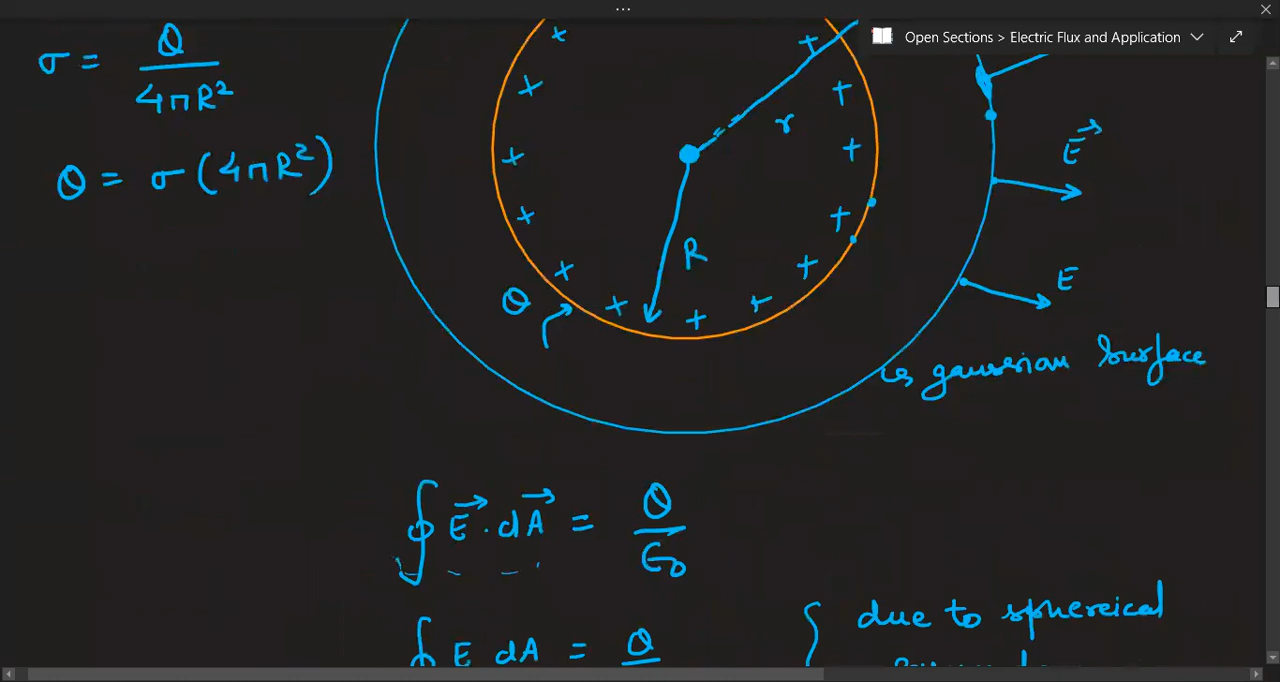 Open Sections > Electric Flux and Application
σ = Q / 4πR²
Q = σ (4πR²)
+ + + + + + + + + + + + + + +
r
R
Q
E⃗
E
gaussian Surface
∮ E⃗ . dA⃗ = Q / ε₀
∮ E dA = Q
due to sphereical